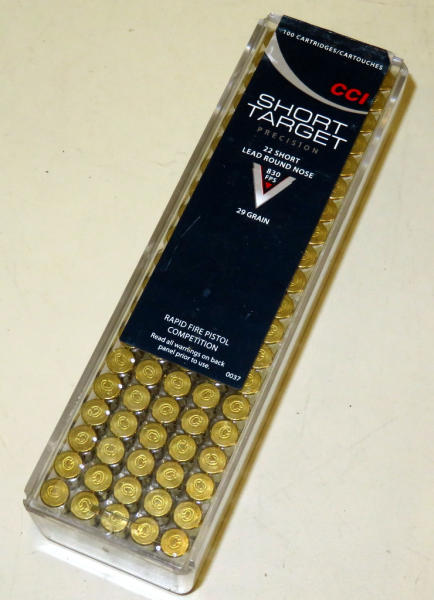 100 CARTRIDGES/CARTOUCHES
CCI
SHORT
TARGET
PRECISION
22 SHORT
LEAD ROUND NOSE
830
FPS
29 GRAIN
RAPID FIRE PISTOL
COMPETITION
Read all warnings on back
panel prior to use.
0037